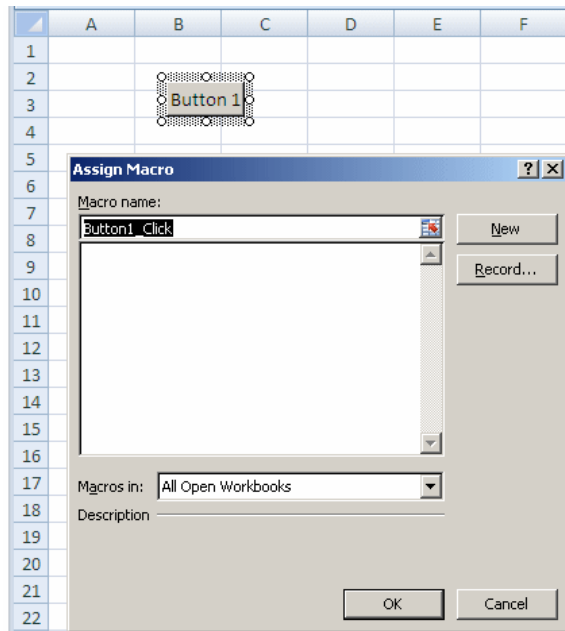 A B C D E F
1
2
3 Button 1
4
5
Assign Macro ? X
6
Macro name:
7
Button1_Click New
8
9 Record...
10
11
12
13
14
15
16
17 Macros in: All Open Workbooks
18 Description
19
20
21 OK Cancel
22